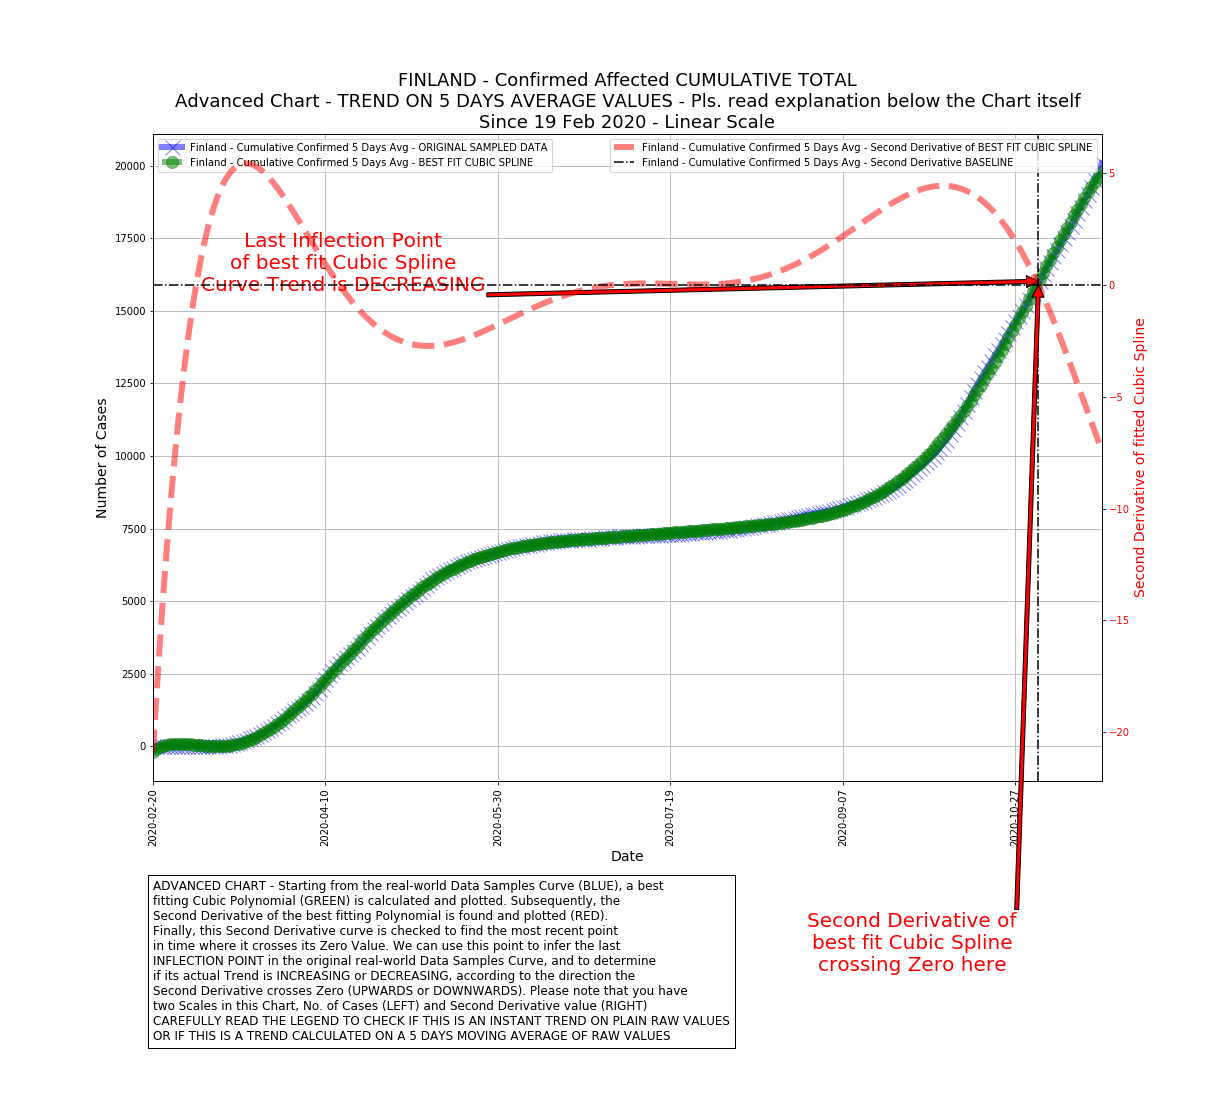 FINLAND - Confirmed Affected CUMULATIVE TOTAL
Advanced Chart - TREND ON 5 DAYS AVERAGE VALUES - Pls. read explanation below the Chart itself
Since 19 Feb 2020 - Linear Scale
Finland - Cumulative Confirmed 5 Days Avg - ORIGINAL SAMPLED DATA
Finland - Cumulative Confirmed 5 Days Avg - BEST FIT CUBIC SPLINE
Finland - Cumulative Confirmed 5 Days Avg - Second Derivative of BEST FIT CUBIC SPLINE
Finland - Cumulative Confirmed 5 Days Avg - Second Derivative BASELINE
Last Inflection Point
of best fit Cubic Spline
Curve Trend is DECREASING
20000
17500
15000
12500
10000
7500
5000
2500
0
Number of Cases
5
0
−5
−10
−15
−20
Second Derivative of fitted Cubic Spline
2020-02-20
2020-04-10
2020-05-30
2020-07-19
2020-09-07
2020-10-27
Date
ADVANCED CHART - Starting from the real-world Data Samples Curve (BLUE), a best
fitting Cubic Polynomial (GREEN) is calculated and plotted. Subsequently, the
Second Derivative of the best fitting Polynomial is found and plotted (RED).
Finally, this Second Derivative curve is checked to find the most recent point
in time where it crosses its Zero Value. We can use this point to infer the last
INFLECTION POINT in the original real-world Data Samples Curve, and to determine
if its actual Trend is INCREASING or DECREASING, according to the direction the
Second Derivative crosses Zero (UPWARDS or DOWNWARDS). Please note that you have
two Scales in this Chart, No. of Cases (LEFT) and Second Derivative value (RIGHT)
CAREFULLY READ THE LEGEND TO CHECK IF THIS IS AN INSTANT TREND ON PLAIN RAW VALUES
OR IF THIS IS A TREND CALCULATED ON A 5 DAYS MOVING AVERAGE OF RAW VALUES
Second Derivative of
best fit Cubic Spline
crossing Zero here